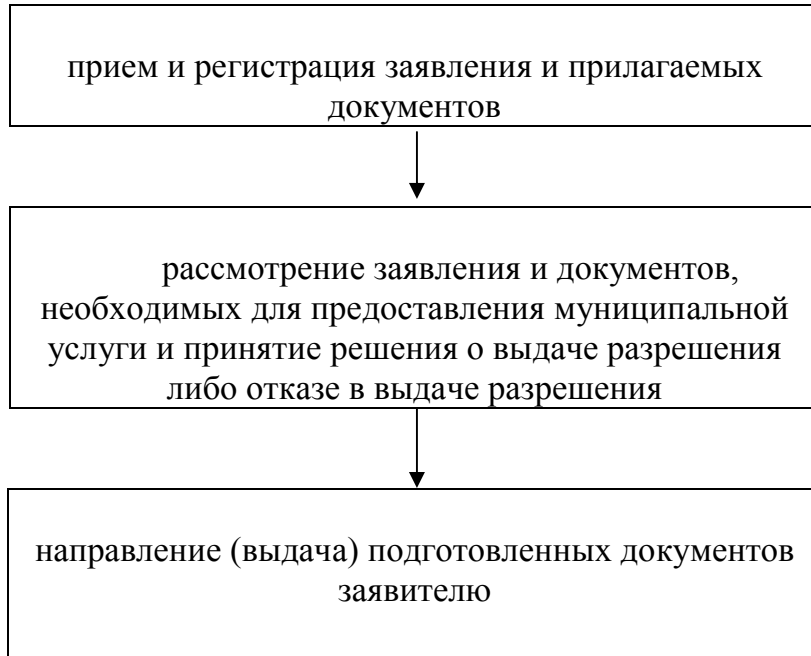 прием и регистрация заявления и прилагаемых
документов
рассмотрение заявления и документов,
необходимых для предоставления муниципальной
услуги и принятие решения о выдаче разрешения
либо отказе в выдаче разрешения
направление (выдача) подготовленных документов
заявителю